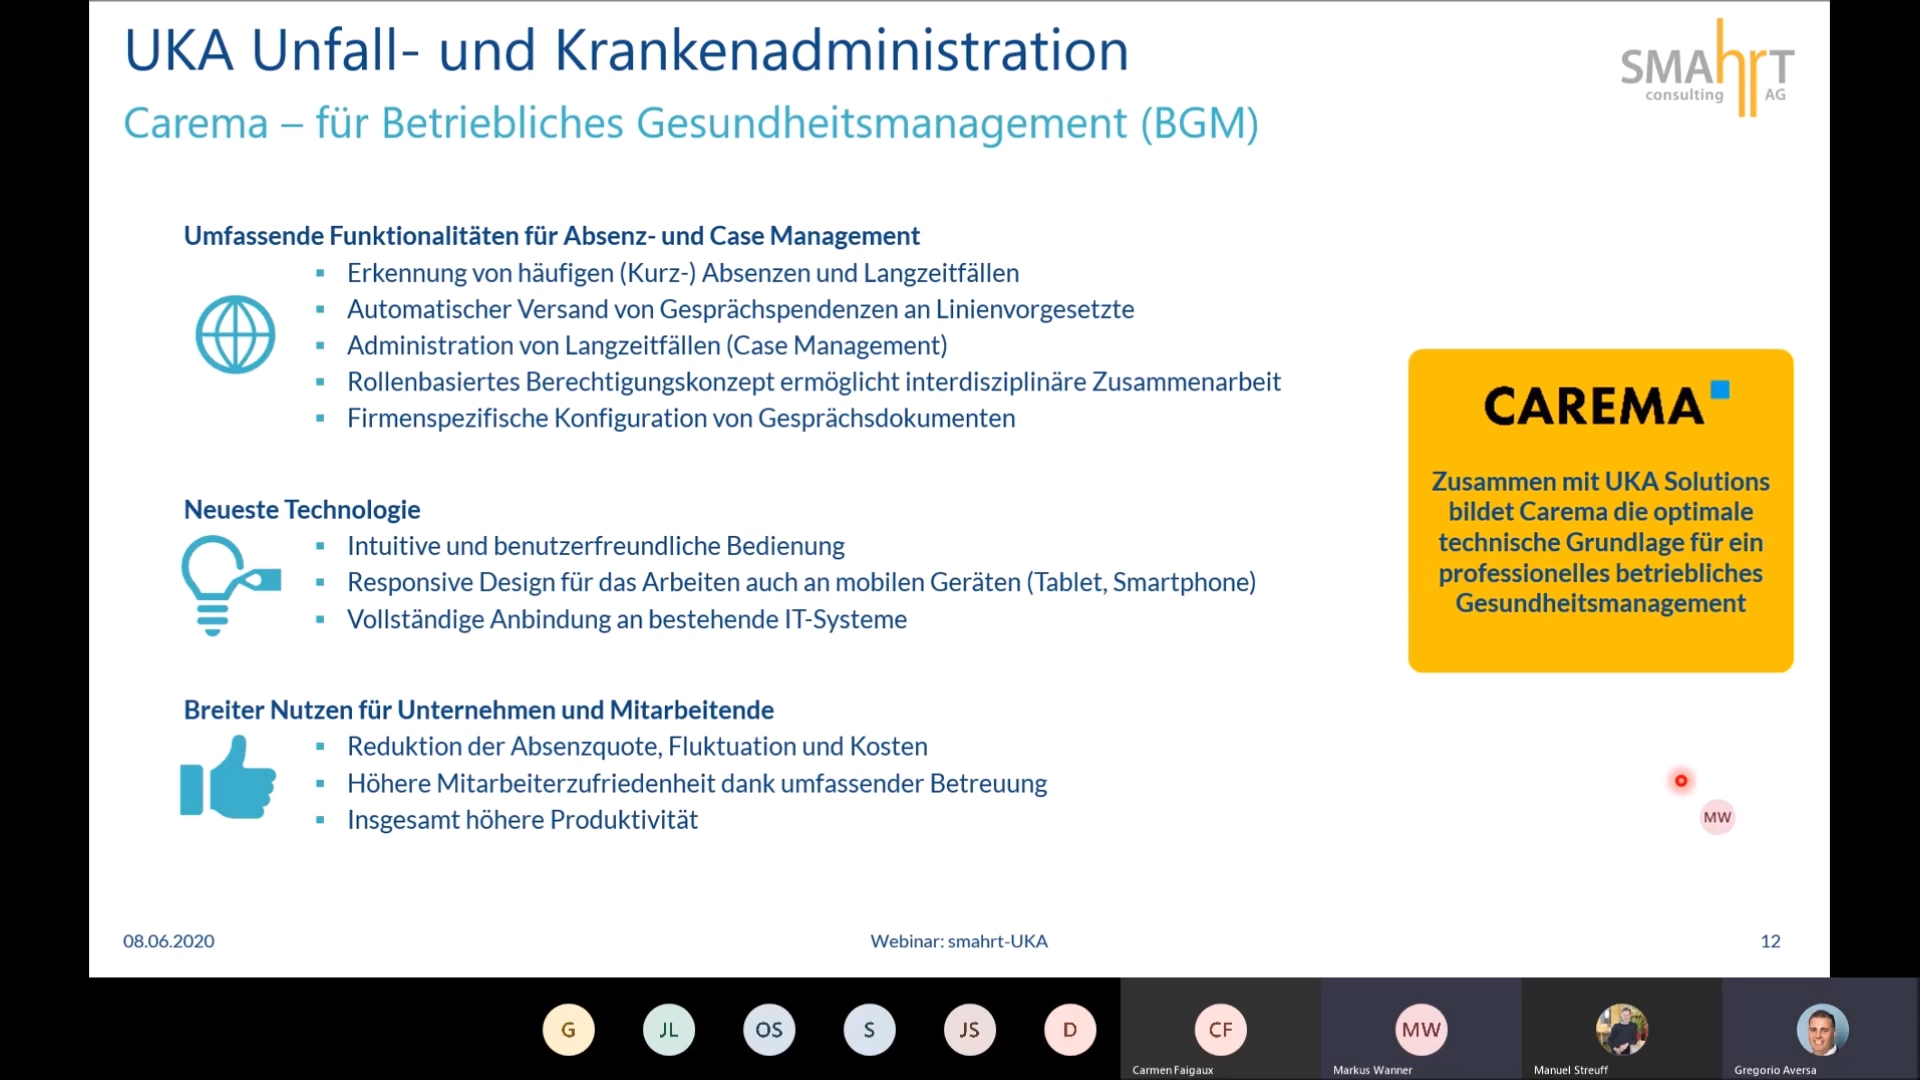 UKA Unfall- und Krankenadministration
Carema – für Betriebliches Gesundheitsmanagement (BGM)
SMAhrT
consulting AG
Umfassende Funktionalitäten für Absenz- und Case Management
▪ Erkennung von häufigen (Kurz-) Absenzen und Langzeitfällen
▪ Automatischer Versand von Gesprächspendenzen an Linienvorgesetzte
▪ Administration von Langzeitfällen (Case Management)
▪ Rollenbasiertes Berechtigungskonzept ermöglicht interdisziplinäre Zusammenarbeit
▪ Firmenspezifische Konfiguration von Gesprächsdokumenten
Neueste Technologie
▪ Intuitive und benutzerfreundliche Bedienung
▪ Responsive Design für das Arbeiten auch an mobilen Geräten (Tablet, Smartphone)
▪ Vollständige Anbindung an bestehende IT-Systeme
Breiter Nutzen für Unternehmen und Mitarbeitende
▪ Reduktion der Absenzquote, Fluktuation und Kosten
▪ Höhere Mitarbeiterzufriedenheit dank umfassender Betreuung
▪ Insgesamt höhere Produktivität
CAREMA
Zusammen mit UKA Solutions
bildet Carema die optimale
technische Grundlage für ein
professionelles betriebliches
Gesundheitsmanagement
MW
08.06.2020
Webinar: smahrt-UKA
12
G
JL
OS
S
JS
D
CF
MW
Carmen Faigaux
Markus Wanner
Manuel Streuff
Gregorio Aversa